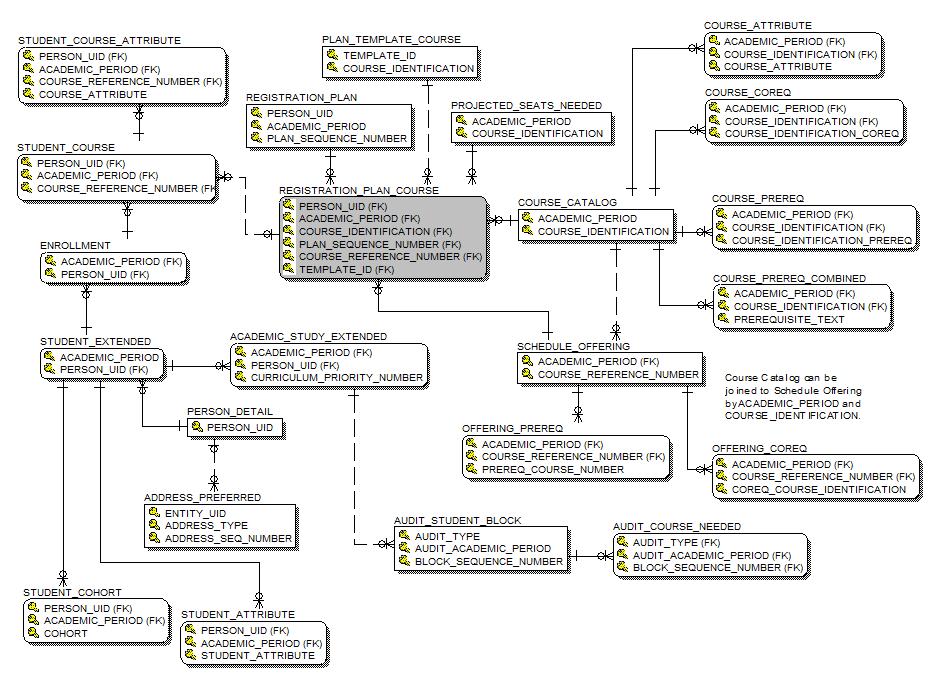 STUDENT_COURSE_ATTRIBUTE
PERSON_UID (FK)
ACADEMIC_PERIOD (FK)
COURSE_REFERENCE_NUMBER (FK)
COURSE_ATTRIBUTE
PLAN_TEMPLATE_COURSE
TEMPLATE_ID
COURSE_IDENTIFICATION
COURSE_ATTRIBUTE
ACADEMIC_PERIOD (FK)
COURSE_IDENTIFICATION (FK)
COURSE_ATTRIBUTE
REGISTRATION_PLAN
PERSON_UID
ACADEMIC_PERIOD
PLAN_SEQUENCE_NUMBER
PROJECTED_SEATS_NEEDED
ACADEMIC_PERIOD
COURSE_IDENTIFICATION
COURSE_COREQ
ACADEMIC_PERIOD (FK)
COURSE_IDENTIFICATION (FK)
COURSE_IDENTIFICATION_COREQ
STUDENT_COURSE
PERSON_UID (FK)
ACADEMIC_PERIOD (FK)
COURSE_REFERENCE_NUMBER (FK
REGISTRATION_PLAN_COURSE
PERSON_UID (FK)
ACADEMIC_PERIOD (FK)
COURSE_IDENTIFICATION (FK)
PLAN_SEQUENCE_NUMBER (FK)
COURSE_REFERENCE_NUMBER (FK)
TEMPLATE_ID (FK)
COURSE_CATALOG
ACADEMIC_PERIOD
COURSE_IDENTIFICATION
COURSE_PREREQ
ACADEMIC_PERIOD (FK)
COURSE_IDENTIFICATION (FK)
COURSE_IDENTIFICATION_PREREQ
ENROLLMENT
ACADEMIC_PERIOD (FK)
PERSON_UID (FK)
COURSE_PREREQ_COMBINED
ACADEMIC_PERIOD (FK)
COURSE_IDENTIFICATION (FK)
PREREQUISITE_TEXT
STUDENT_EXTENDED
ACADEMIC_PERIOD
PERSON_UID (FK)
ACADEMIC_STUDY_EXTENDED
ACADEMIC_PERIOD (FK)
PERSON_UID (FK)
CURRICULUM_PRIORITY_NUMBER
SCHEDULE_OFFERING
ACADEMIC_PERIOD (FK)
COURSE_REFERENCE_NUMBER
Course Catalog can be
joined to Schedule Offering
by ACADEMIC_PERIOD and
COURSE_IDENTIFICATION.
PERSON_DETAIL
PERSON_UID
OFFERING_PREREQ
ACADEMIC_PERIOD (FK)
COURSE_REFERENCE_NUMBER (FK)
PREREQ_COURSE_NUMBER
OFFERING_COREQ
ACADEMIC_PERIOD (FK)
COURSE_REFERENCE_NUMBER (FK)
COREQ_COURSE_IDENTIFICATION
ADDRESS_PREFERRED
ENTITY_UID
ADDRESS_TYPE
ADDRESS_SEQ_NUMBER
AUDIT_STUDENT_BLOCK
AUDIT_TYPE
AUDIT_ACADEMIC_PERIOD
BLOCK_SEQUENCE_NUMBER
AUDIT_COURSE_NEEDED
AUDIT_TYPE (FK)
AUDIT_ACADEMIC_PERIOD (FK)
BLOCK_SEQUENCE_NUMBER (FK)
STUDENT_COHORT
PERSON_UID (FK)
ACADEMIC_PERIOD (FK)
COHORT
STUDENT_ATTRIBUTE
PERSON_UID (FK)
ACADEMIC_PERIOD (FK)
STUDENT_ATTRIBUTE